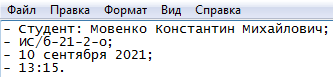 Файл Правка Формат Вид Справка
- Студент: Мовенко Константин Михайлович;
- ИС/б-21-2-о;
- 10 сентября 2021;
- 13:15.